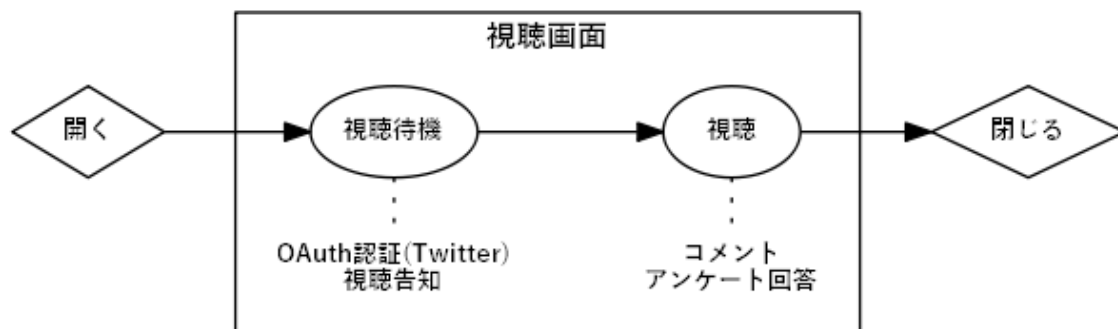 視聴画面
開く
視聴待機
視聴
閉じる
OAuth認証(Twitter)
視聴告知
コメント
アンケート回答